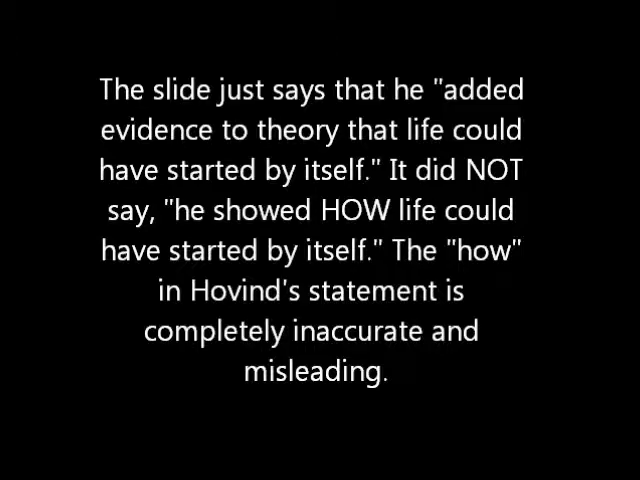 The slide just says that he "added
evidence to theory that life could
have started by itself." It did NOT
say, "he showed HOW life could
have started by itself." The "how"
in Hovind's statement is
completely inaccurate and
misleading.